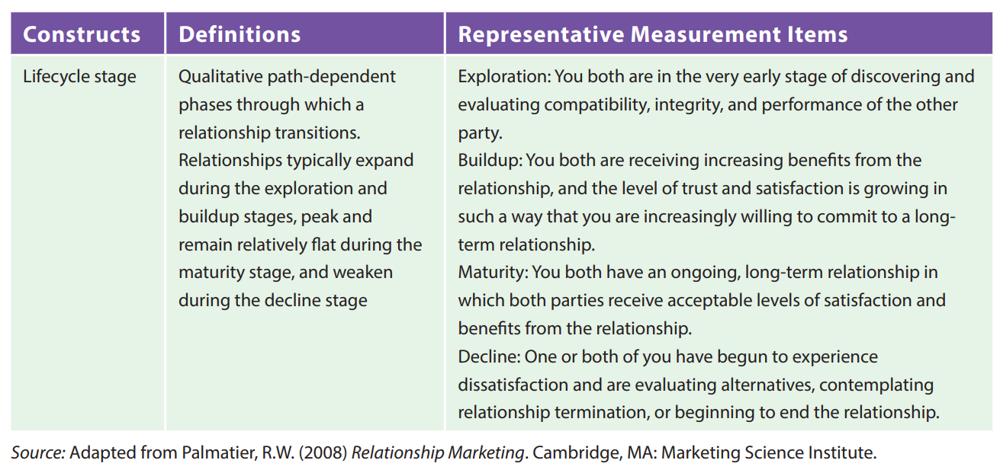 Constructs
Definitions
Representative Measurement Items
Lifecycle stage
Qualitative path-dependent
phases through which a
relationship transitions.
Relationships typically expand
during the exploration and
buildup stages, peak and
remain relatively flat during the
maturity stage, and weaken
during the decline stage
Exploration: You both are in the very early stage of discovering and
evaluating compatibility, integrity, and performance of the other
party.
Buildup: You both are receiving increasing benefits from the
relationship, and the level of trust and satisfaction is growing in
such a way that you are increasingly willing to commit to a long-
term relationship.
Maturity: You both have an ongoing, long-term relationship in
which both parties receive acceptable levels of satisfaction and
benefits from the relationship.
Decline: One or both of you have begun to experience
dissatisfaction and are evaluating alternatives, contemplating
relationship termination, or beginning to end the relationship.
Source: Adapted from Palmatier, R.W. (2008) Relationship Marketing. Cambridge, MA: Marketing Science Institute.